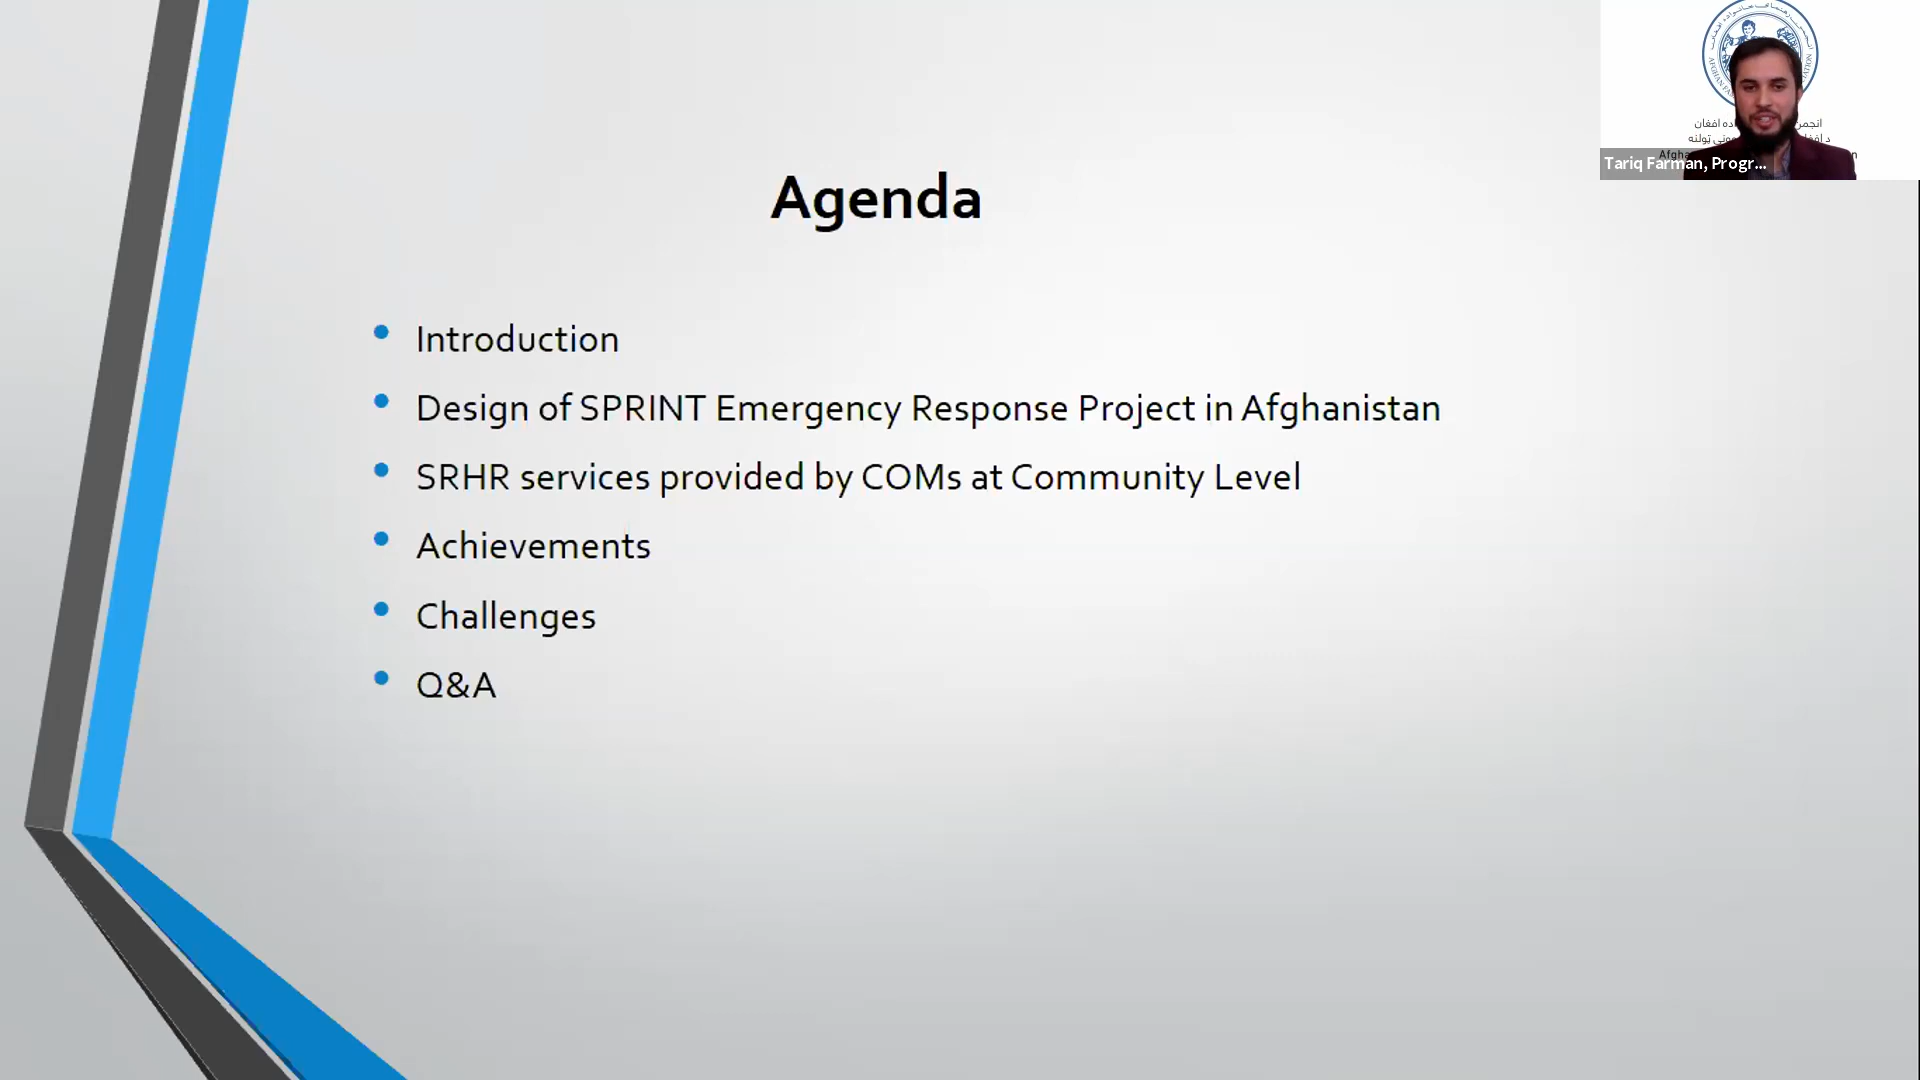 Agenda
Introduction
Design of SPRINT Emergency Response Project in Afghanistan
SRHR services provided by COMs at Community Level
Achievements
Challenges
Q&A
Tariq Farman, Progr...